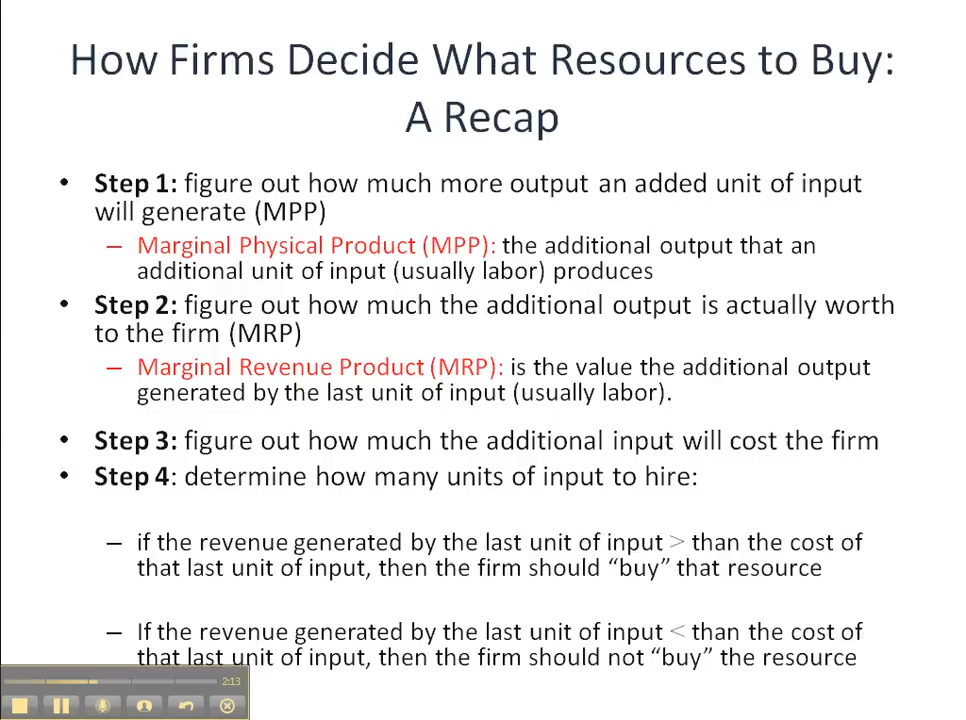 How Firms Decide What Resources to Buy:
A Recap
• Step 1: figure out how much more output an added unit of input
will generate (MPP)
– Marginal Physical Product (MPP): the additional output that an
additional unit of input (usually labor) produces
• Step 2: figure out how much the additional output is actually worth
to the firm (MRP)
– Marginal Revenue Product (MRP): is the value the additional output
generated by the last unit of input (usually labor).
• Step 3: figure out how much the additional input will cost the firm
• Step 4: determine how many units of input to hire:
– if the revenue generated by the last unit of input > than the cost of
that last unit of input, then the firm should “buy” that resource
– If the revenue generated by the last unit of input < than the cost of
that last unit of input, then the firm should not “buy” the resource
2:13